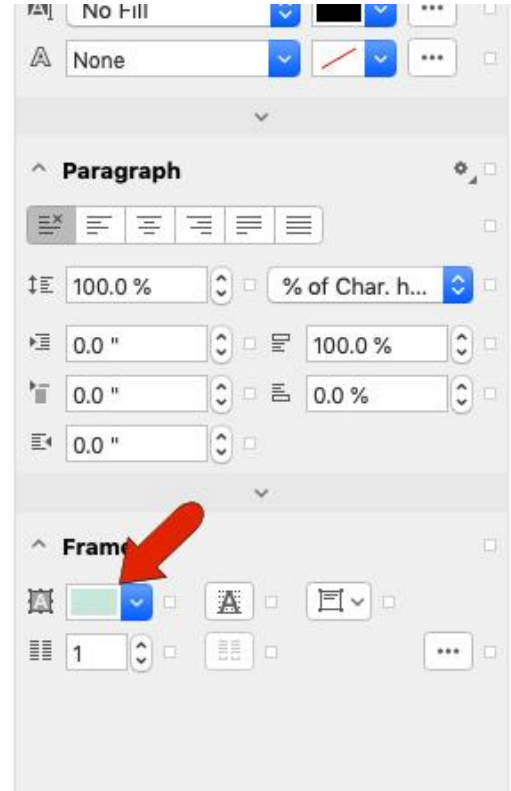 No Fill
None
Paragraph
100.0 %
% of Char. h...
0.0 "
100.0 %
0.0 "
0.0 %
0.0 "
Frame
1